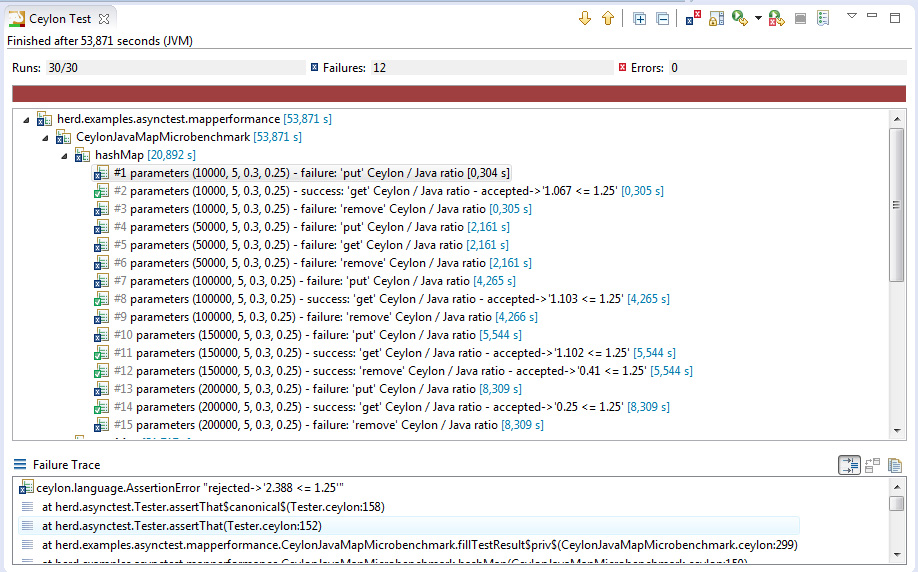 Ceylon Test
Finished after 53,871 seconds (JVM)
Runs: 30/30 Failures: 12 Errors: 0
herd.examples.asynctest.mapperformance [53,871 s]
CeylonJavaMapMicrobenchmark [53,871 s]
hashMap [20,892 s]
#1 parameters (10000, 5, 0.3, 0.25) - failure: 'put' Ceylon / Java ratio [0,304 s]
#2 parameters (10000, 5, 0.3, 0.25) - success: 'get' Ceylon / Java ratio - accepted->'1.067 <= 1.25' [0,305 s]
#3 parameters (10000, 5, 0.3, 0.25) - failure: 'remove' Ceylon / Java ratio [0,305 s]
#4 parameters (50000, 5, 0.3, 0.25) - failure: 'put' Ceylon / Java ratio [2,161 s]
#5 parameters (50000, 5, 0.3, 0.25) - failure: 'get' Ceylon / Java ratio [2,161 s]
#6 parameters (50000, 5, 0.3, 0.25) - failure: 'remove' Ceylon / Java ratio [2,161 s]
#7 parameters (100000, 5, 0.3, 0.25) - failure: 'put' Ceylon / Java ratio [4,265 s]
#8 parameters (100000, 5, 0.3, 0.25) - success: 'get' Ceylon / Java ratio - accepted->'1.103 <= 1.25' [4,265 s]
#9 parameters (100000, 5, 0.3, 0.25) - failure: 'remove' Ceylon / Java ratio [4,266 s]
#10 parameters (150000, 5, 0.3, 0.25) - failure: 'put' Ceylon / Java ratio [5,544 s]
#11 parameters (150000, 5, 0.3, 0.25) - success: 'get' Ceylon / Java ratio - accepted->'1.102 <= 1.25' [5,544 s]
#12 parameters (150000, 5, 0.3, 0.25) - success: 'remove' Ceylon / Java ratio - accepted->'0.41 <= 1.25' [5,544 s]
#13 parameters (200000, 5, 0.3, 0.25) - failure: 'put' Ceylon / Java ratio [8,309 s]
#14 parameters (200000, 5, 0.3, 0.25) - success: 'get' Ceylon / Java ratio - accepted->'0.25 <= 1.25' [8,309 s]
#15 parameters (200000, 5, 0.3, 0.25) - failure: 'remove' Ceylon / Java ratio [8,309 s]
Failure Trace
ceylon.language.AssertionError "rejected->'2.388 <= 1.25'"
at herd.asynctest.Tester.assertThat$canonical$(Tester.ceylon:158)
at herd.asynctest.Tester.assertThat(Tester.ceylon:152)
at herd.examples.asynctest.mapperformance.CeylonJavaMapMicrobenchmark.fillTestResult$priv$(CeylonJavaMapMicrobenchmark.ceylon:299)